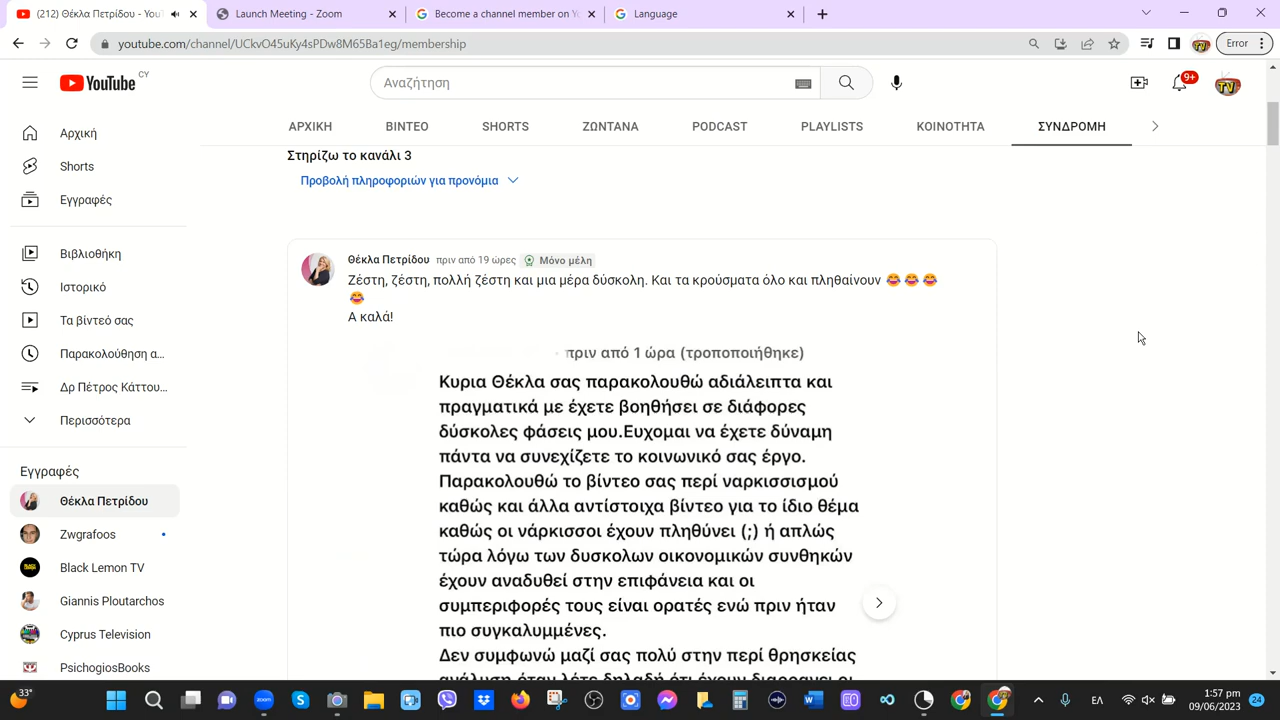 (212) Θέκλα Πετρίδου - You
Launch Meeting - Zoom
Become a channel member on Y
Language
youtube.com/channel/UCkvO45uKy4sPDw8M65Ba1eg/membership
Error
YouTube CY
Αναζήτηση
9+
ΑΡΧΙΚΗ
ΒΙΝΤΕΟ
SHORTS
ΖΩΝΤΑΝΑ
PODCAST
PLAYLISTS
ΚΟΙΝΟΤΗΤΑ
ΣΥΝΔΡΟΜΗ
Αρχική
Shorts
Εγγραφές
Βιβλιοθήκη
Ιστορικό
Τα βίντεό σας
Παρακολούθηση α...
Δρ Πέτρος Κάττου...
Περισσότερα
Εγγραφές
Θέκλα Πετρίδου
Zwgrafoos
Black Lemon TV
Giannis Ploutarchos
Cyprus Television
PsichogiosBooks
Στηρίζω το κανάλι 3
Προβολή πληροφοριών για προνόμια
Θέκλα Πετρίδου πριν από 19 ώρες Μόνο μέλη
Ζέστη, ζέστη, πολλή ζέστη και μια μέρα δύσκολη. Και τα κρούσματα όλο και πληθαίνουν 😂😂😂
😂
Α καλά!
πριν από 1 ώρα (τροποποιήθηκε)
Κυρια Θέκλα σας παρακολουθώ αδιάλειπτα και
πραγματικά με έχετε βοηθήσει σε διάφορες
δύσκολες φάσεις μου.Ευχομαι να έχετε δύναμη
πάντα να συνεχίζετε το κοινωνικό σας έργο.
Παρακολουθώ το βίντεο σας περί ναρκισσισμού
καθώς και άλλα αντίστοιχα βίντεο για το ίδιο θέμα
καθώς οι νάρκισσοι έχουν πληθύνει (;) ή απλώς
τώρα λόγω των δυσκολων οικονομικών συνθηκών
έχουν αναδυθεί στην επιφάνεια και οι
συμπεριφορές τους είναι ορατές ενώ πριν ήταν
πιο συγκαλυμμένες.
Δεν συμφωνώ μαζί σας πολύ στην περί θρησκείας
ανάλυση όταν λέτε δηλαδή ότι έχουν διαρραγει οι
33°
ΕΛ
1:57 pm
09/06/2023
24